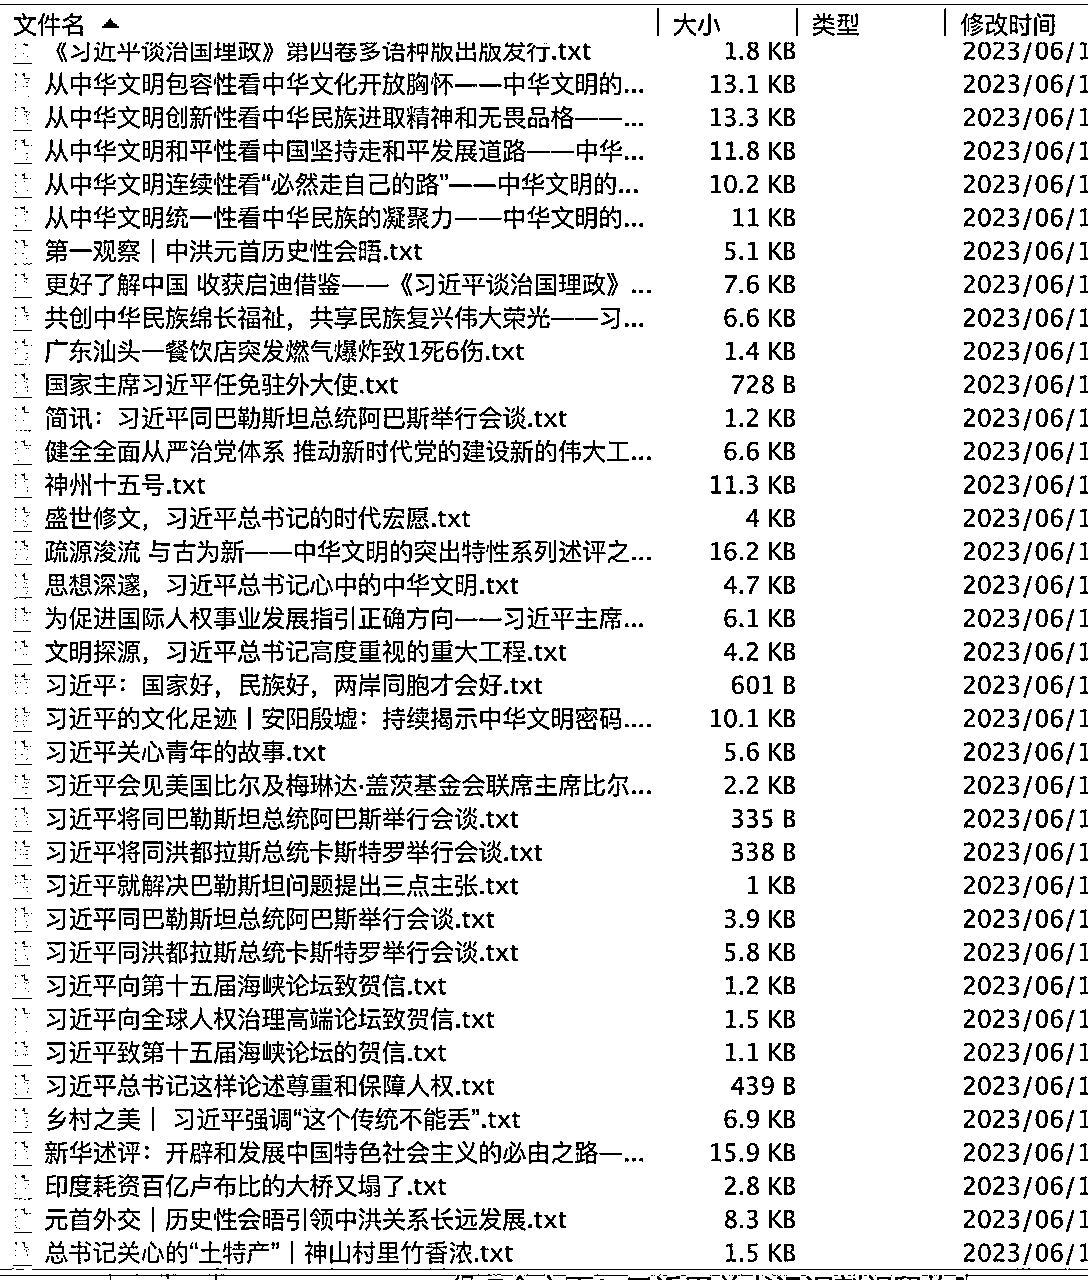 文件名 大小 类型 修改时间
《习近平谈治国理政》第四卷多语种版出版发行.txt 1.8 KB 2023/06/1
从中华文明包容性看中华文化开放胸怀——中华文明的... 13.1 KB 2023/06/1
从中华文明创新性看中华民族进取精神和无畏品格——... 13.3 KB 2023/06/1
从中华文明和平性看中国坚持走和平发展道路——中华... 11.8 KB 2023/06/1
从中华文明连续性看“必然走自己的路”——中华文明的... 10.2 KB 2023/06/1
从中华文明统一性看中华民族的凝聚力——中华文明的... 11 KB 2023/06/1
第一观察｜中洪元首历史性会晤.txt 5.1 KB 2023/06/1
更好了解中国 收获启迪借鉴——《习近平谈治国理政》... 7.6 KB 2023/06/1
共创中华民族绵长福祉，共享民族复兴伟大荣光——习... 6.6 KB 2023/06/1
广东汕头一餐饮店突发燃气爆炸致1死6伤.txt 1.4 KB 2023/06/1
国家主席习近平任免驻外大使.txt 728 B 2023/06/1
简讯：习近平同巴勒斯坦总统阿巴斯举行会谈.txt 1.2 KB 2023/06/1
健全全面从严治党体系 推动新时代党的建设新的伟大工... 6.6 KB 2023/06/1
神州十五号.txt 11.3 KB 2023/06/1
盛世修文，习近平总书记的时代宏愿.txt 4 KB 2023/06/1
疏源浚流 与古为新——中华文明的突出特性系列述评之... 16.2 KB 2023/06/1
思想深邃，习近平总书记心中的中华文明.txt 4.7 KB 2023/06/1
为促进国际人权事业发展指引正确方向——习近平主席... 6.1 KB 2023/06/1
文明探源，习近平总书记高度重视的重大工程.txt 4.2 KB 2023/06/1
习近平：国家好，民族好，两岸同胞才会好.txt 601 B 2023/06/1
习近平的文化足迹丨安阳殷墟：持续揭示中华文明密码.... 10.1 KB 2023/06/1
习近平关心青年的故事.txt 5.6 KB 2023/06/1
习近平会见美国比尔及梅琳达·盖茨基金会联席主席比尔... 2.2 KB 2023/06/1
习近平将同巴勒斯坦总统阿巴斯举行会谈.txt 335 B 2023/06/1
习近平将同洪都拉斯总统卡斯特罗举行会谈.txt 338 B 2023/06/1
习近平就解决巴勒斯坦问题提出三点主张.txt 1 KB 2023/06/1
习近平同巴勒斯坦总统阿巴斯举行会谈.txt 3.9 KB 2023/06/1
习近平同洪都拉斯总统卡斯特罗举行会谈.txt 5.8 KB 2023/06/1
习近平向第十五届海峡论坛致贺信.txt 1.2 KB 2023/06/1
习近平向全球人权治理高端论坛致贺信.txt 1.5 KB 2023/06/1
习近平致第十五届海峡论坛的贺信.txt 1.1 KB 2023/06/1
习近平总书记这样论述尊重和保障人权.txt 439 B 2023/06/1
乡村之美｜ 习近平强调“这个传统不能丢”.txt 6.9 KB 2023/06/1
新华述评：开辟和发展中国特色社会主义的必由之路—... 15.9 KB 2023/06/1
印度耗资百亿卢布比的大桥又塌了.txt 2.8 KB 2023/06/1
元首外交｜历史性会晤引领中洪关系长远发展.txt 8.3 KB 2023/06/1
总书记关心的“土特产”丨神山村里竹香浓.txt 1.5 KB 2023/06/1